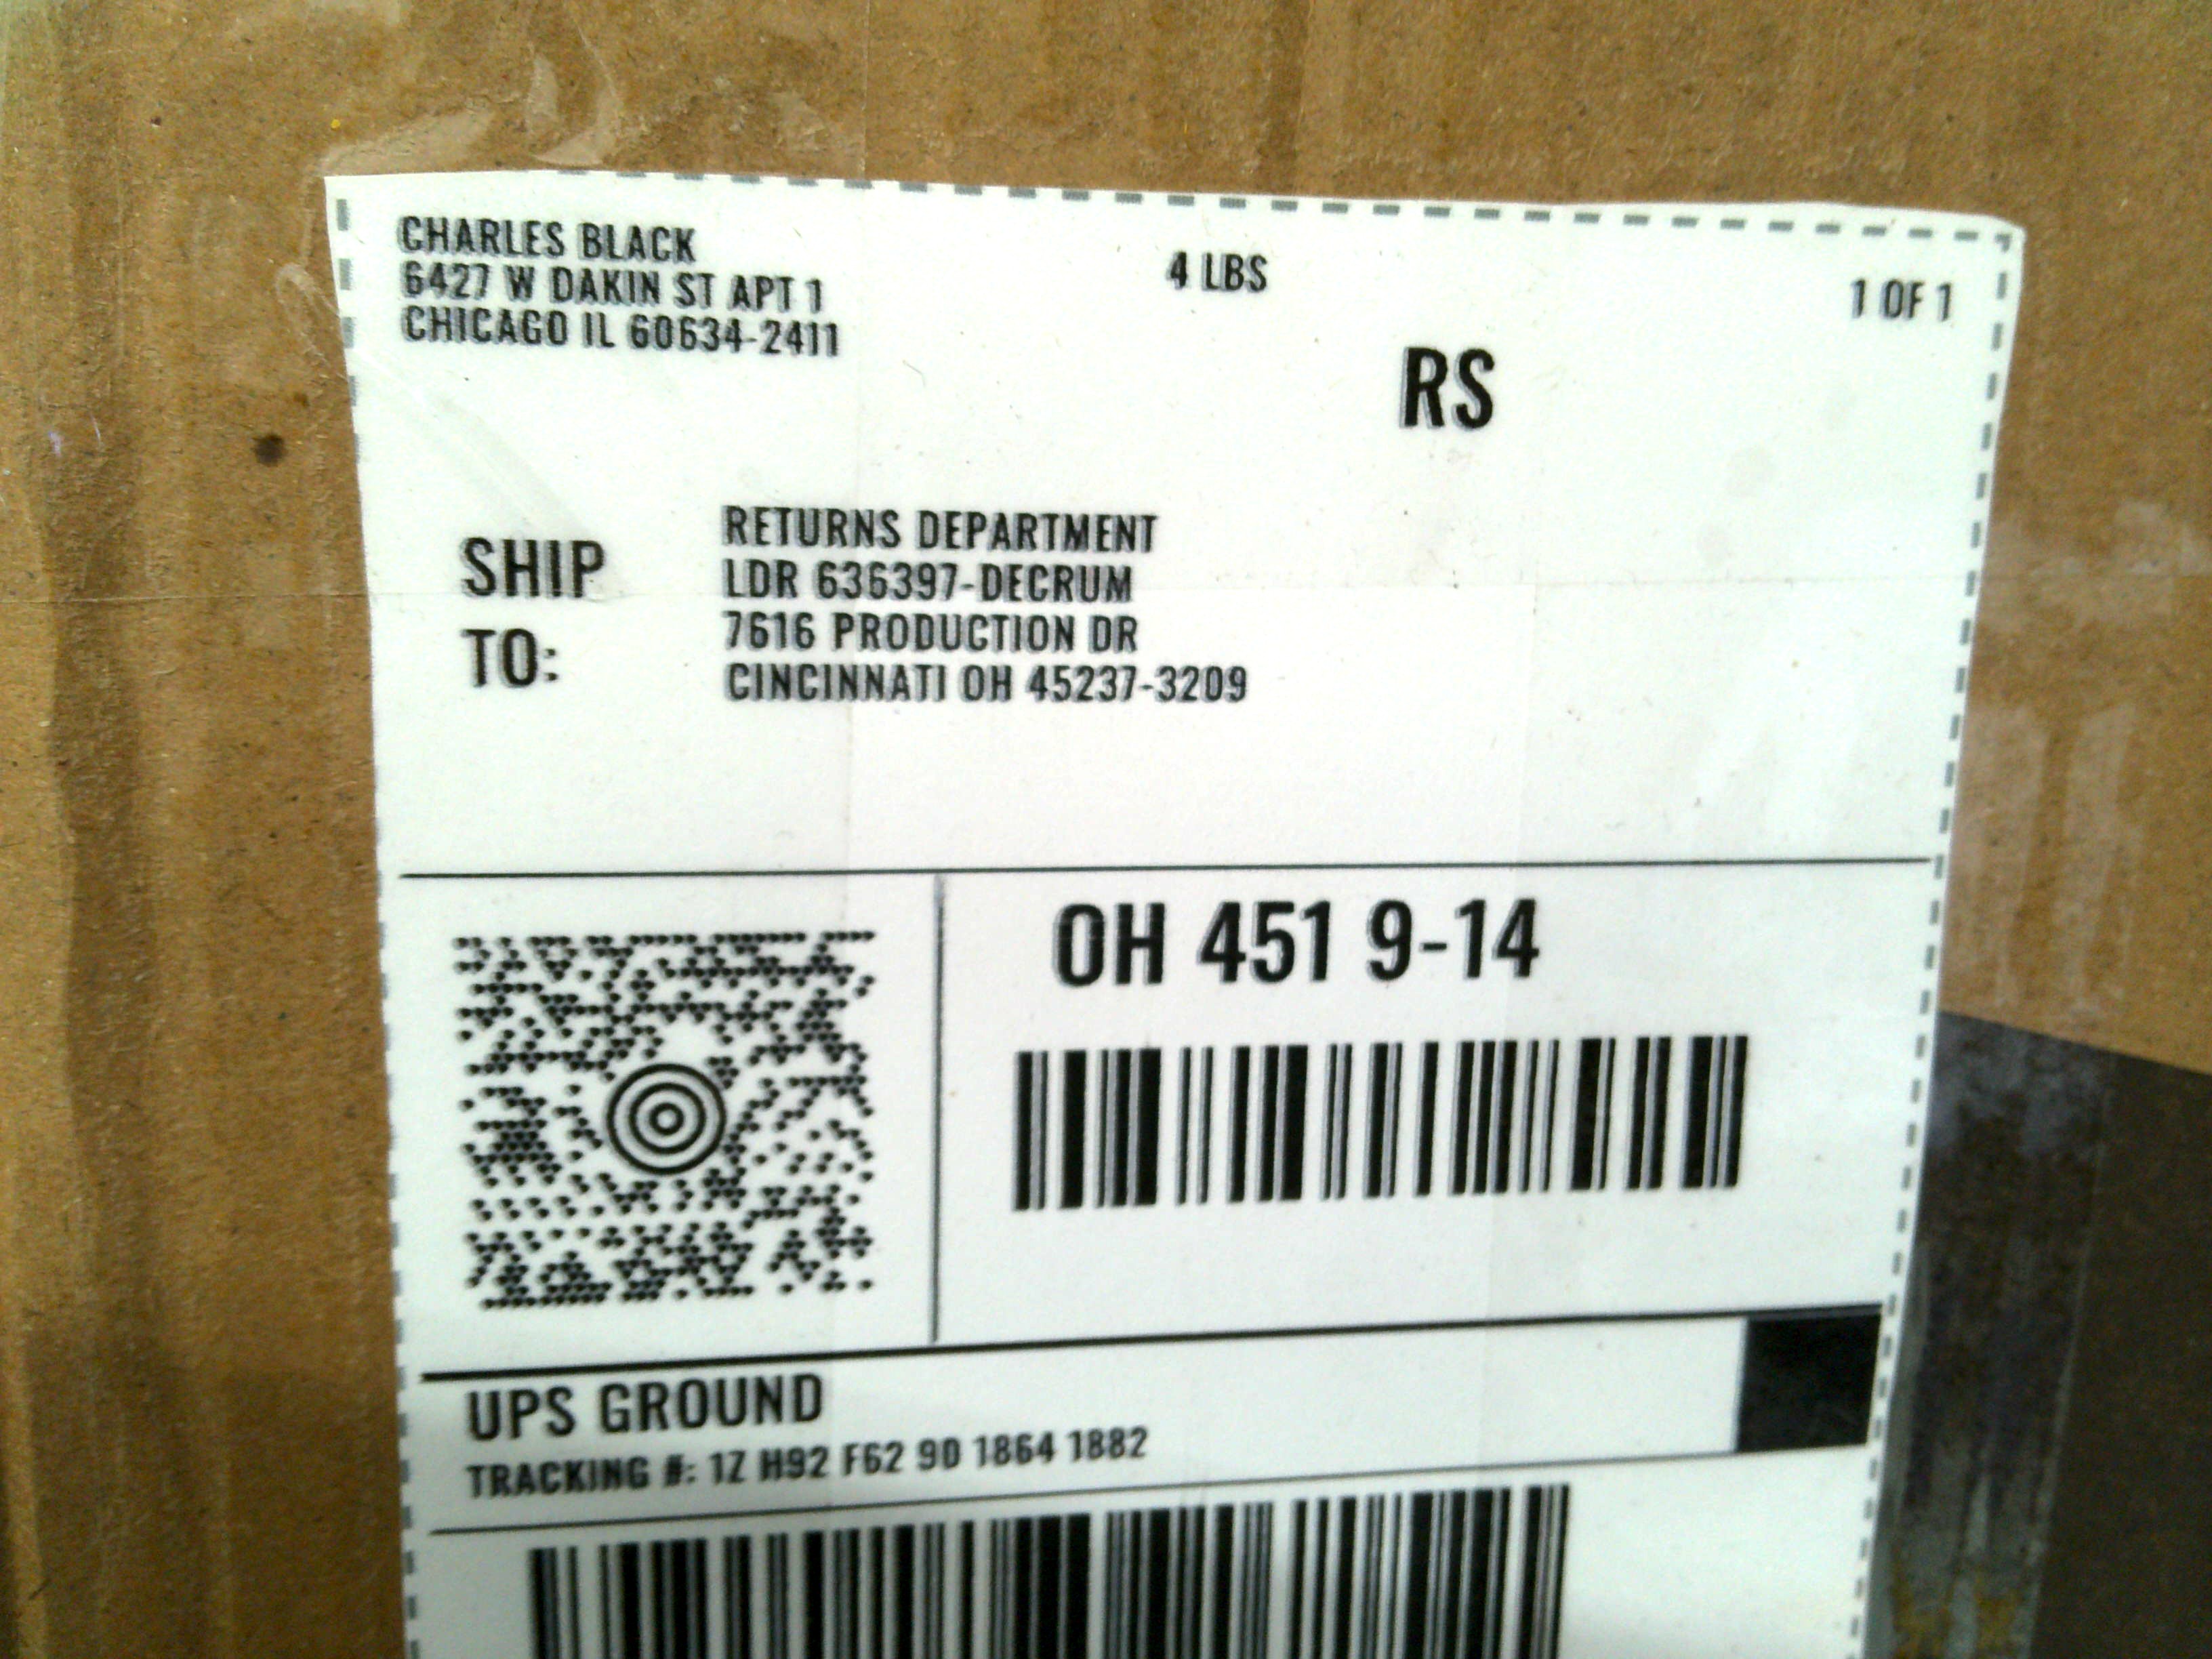 CHARLES BLACK
6427 W DAKIN ST APT 1
CHICAGO IL 60634-2411
4 LBS
1 OF 1
RS
SHIP TO:
RETURNS DEPARTMENT
LDR 636397-DECRUM
7616 PRODUCTION DR
CINCINNATI OH 45237-3209
OH 451 9-14
UPS GROUND
TRACKING #: 1Z H92 F62 90 1864 1882